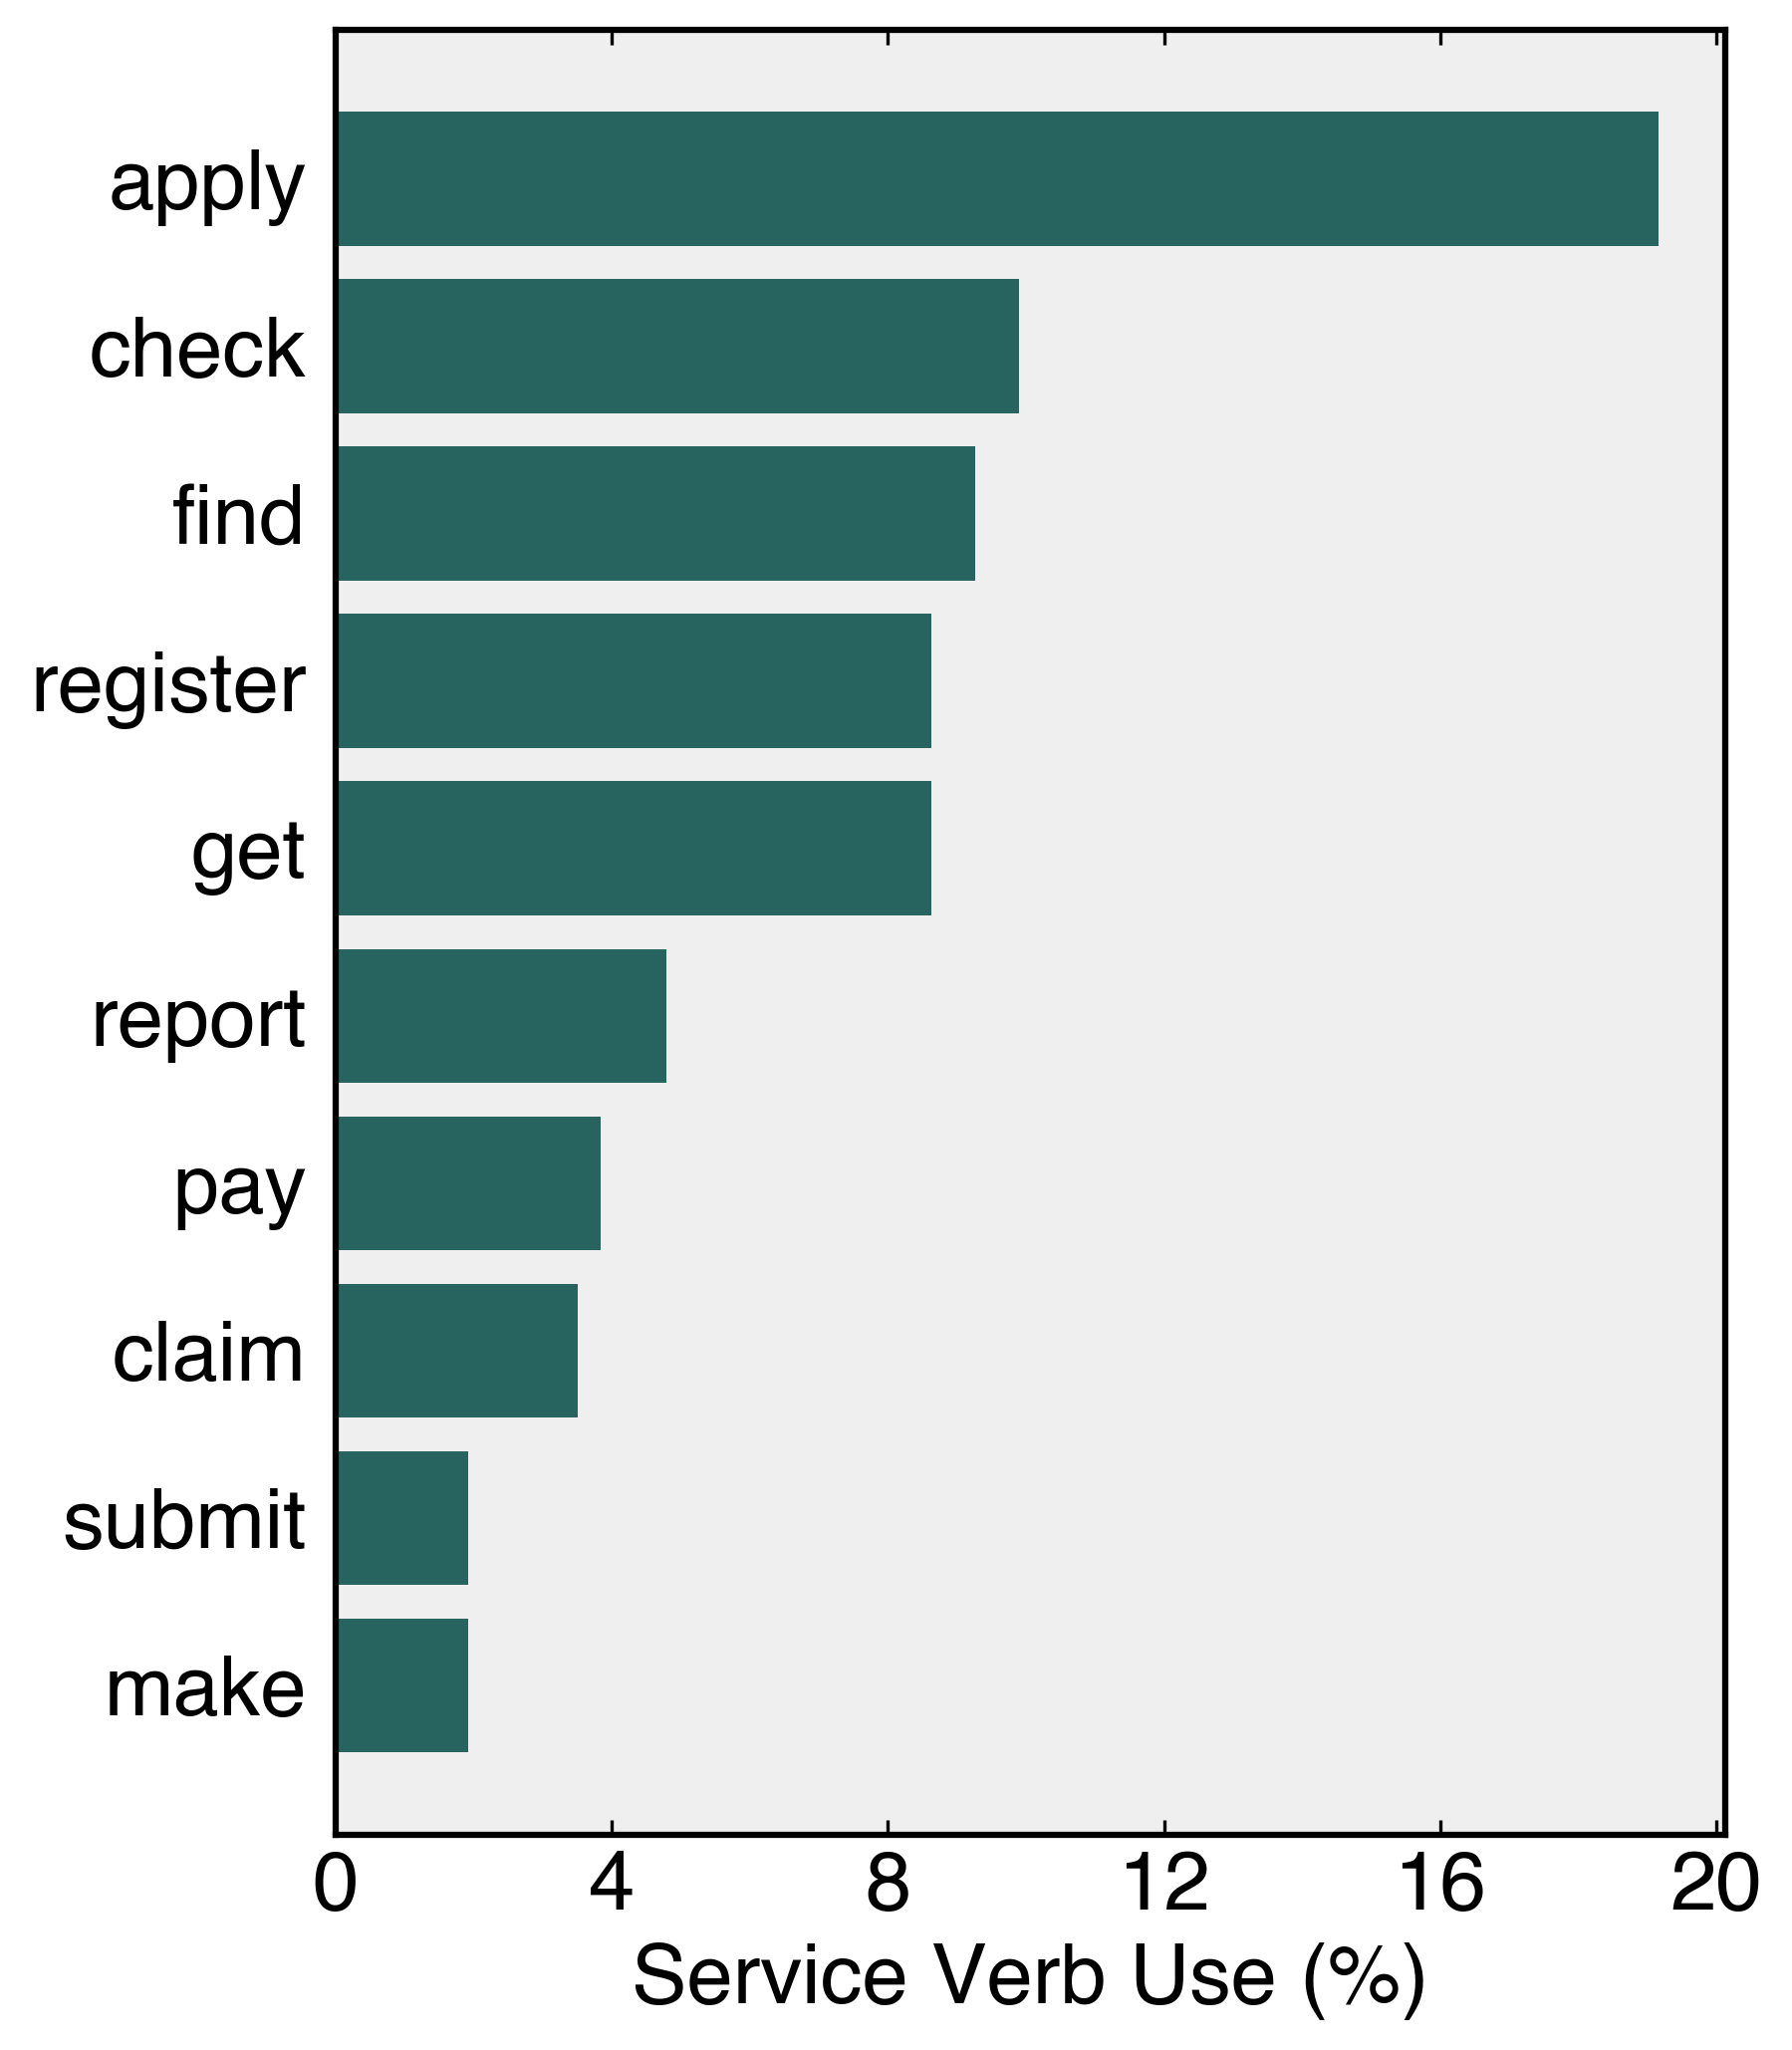 apply
check
find
register
get
report
pay
claim
submit
make
0 4 8 12 16 20
Service Verb Use (%)